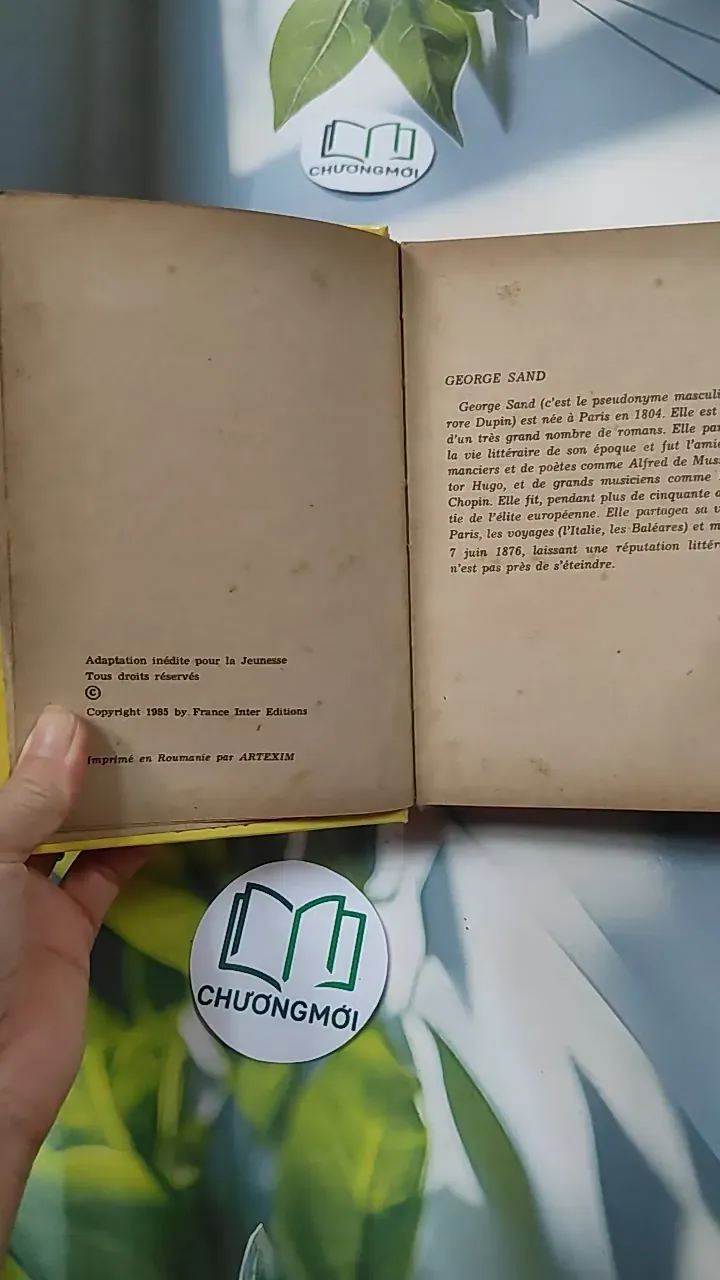 CHƯƠNGMỚI
Adaptation inédite pour la Jeunesse
Tous droits réservés
©
Copyright 1985 by France Inter Editions
Imprimé en Roumanie par ARTEXIM
GEORGE SAND
George Sand (c'est le pseudonyme masculi
rore Dupin) est née à Paris en 1804. Elle est
d'un très grand nombre de romans. Elle par
la vie littéraire de son époque et fut l'amie
manciers et de poètes comme Alfred de Mus
tor Hugo, et de grands musiciens comme
Chopin. Elle fit, pendant plus de cinquante a
tie de l'élite européenne. Elle partagea sa v
Paris, les voyages (l'Italie, les Baléares) et m
7 juin 1876, laissant une réputation littér
n'est pas près de s'éteindre.
CHƯƠNGMỚI